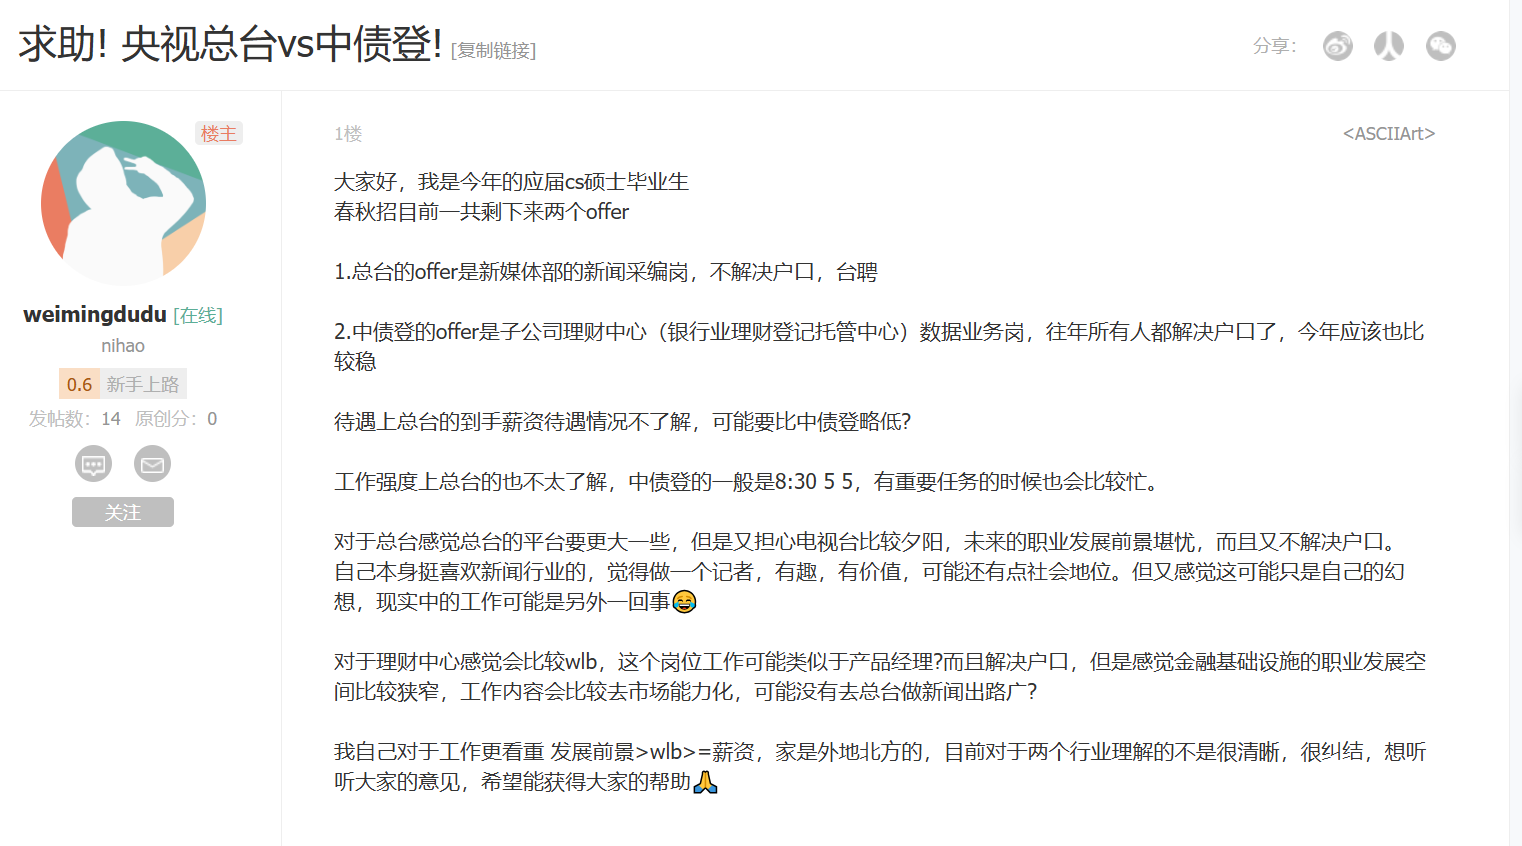 求助! 央视总台vs中债登! [复制链接]
分享:
楼主
1楼
<ASCIIArt>
大家好，我是今年的应届cs硕士毕业生
春秋招目前一共剩下来两个offer
1.总台的offer是新媒体部的新闻采编岗，不解决户口，台聘
2.中债登的offer是子公司理财中心（银行业理财登记托管中心）数据业务岗，往年所有人都解决户口了，今年应该也比
较稳
待遇上总台的到手薪资待遇情况不了解，可能要比中债登略低?
工作强度上总台的也不太了解，中债登的一般是8:30 5 5，有重要任务的时候也会比较忙。
对于总台感觉总台的平台要更大一些，但是又担心电视台比较夕阳，未来的职业发展前景堪忧，而且又不解决户口。
自己本身挺喜欢新闻行业的，觉得做一个记者，有趣，有价值，可能还有点社会地位。但又感觉这可能只是自己的幻
想，现实中的工作可能是另外一回事😂
对于理财中心感觉会比较wlb，这个岗位工作可能类似于产品经理?而且解决户口，但是感觉金融基础设施的职业发展空
间比较狭窄，工作内容会比较去市场能力化，可能没有去总台做新闻出路广?
我自己对于工作更看重 发展前景>wlb>=薪资，家是外地北方的，目前对于两个行业理解的不是很清晰，很纠结，想听
听大家的意见，希望能获得大家的帮助🙏
weimingdudu [在线]
nihao
0.6 新手上路
发帖数: 14 原创分: 0
关注